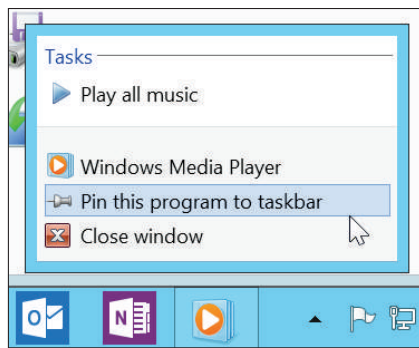 Tasks
Play all music
Windows Media Player
Pin this program to taskbar
Close window